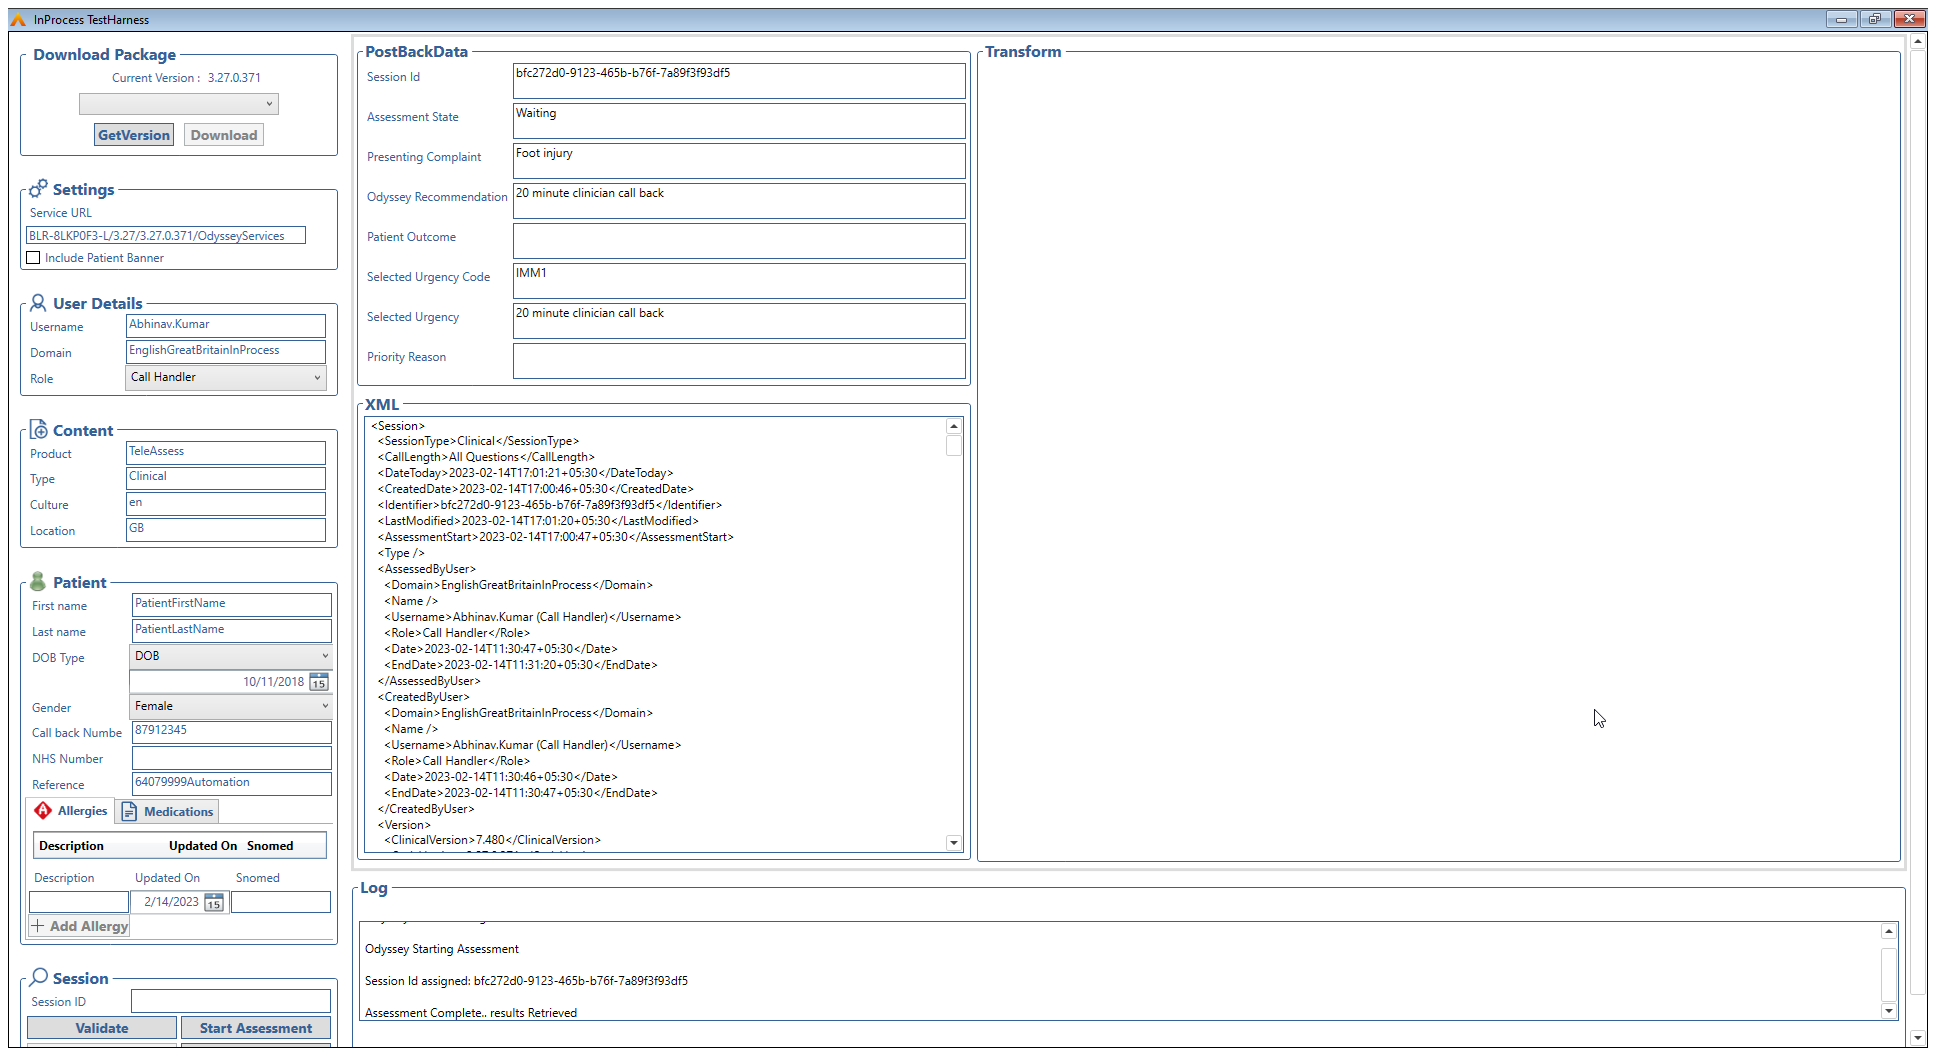 InProcess TestHarness
Download Package
Current Version : 3.27.0.371
GetVersion Download
Settings
Service URL
BLR-8LKP0F3-L/3.27/3.27.0.371/OdysseyServices
Include Patient Banner
User Details
Username Abhinav.Kumar
Domain EnglishGreatBritainInProcess
Role Call Handler
Content
Product TeleAssess
Type Clinical
Culture en
Location GB
Patient
First name PatientFirstName
Last name PatientLastName
DOB Type DOB
10/11/2018 15
Gender Female
Call back Numbe 87912345
NHS Number
Reference 64079999Automation
A Allergies Medications
Description Updated On Snomed
Description Updated On Snomed
2/14/2023 15
Add Allergy
Session
Session ID
Validate Start Assessment
PostBackData
Session Id bfc272d0-9123-465b-b76f-7a89f3f93df5
Assessment State Waiting
Presenting Complaint Foot injury
Odyssey Recommendation 20 minute clinician call back
Patient Outcome
Selected Urgency Code IMM1
Selected Urgency 20 minute clinician call back
Priority Reason
XML
<Session>
<SessionType>Clinical</SessionType>
<CallLength>All Questions</CallLength>
<DateToday>2023-02-14T17:01:21+05:30</DateToday>
<CreatedDate>2023-02-14T17:00:46+05:30</CreatedDate>
<Identifier>bfc272d0-9123-465b-b76f-7a89f3f93df5</Identifier>
<LastModified>2023-02-14T17:01:20+05:30</LastModified>
<AssessmentStart>2023-02-14T17:00:47+05:30</AssessmentStart>
<Type />
<AssessedByUser>
<Domain>EnglishGreatBritainInProcess</Domain>
<Name />
<Username>Abhinav.Kumar (Call Handler)</Username>
<Role>Call Handler</Role>
<Date>2023-02-14T11:30:47+05:30</Date>
<EndDate>2023-02-14T11:31:20+05:30</EndDate>
</AssessedByUser>
<CreatedByUser>
<Domain>EnglishGreatBritainInProcess</Domain>
<Name />
<Username>Abhinav.Kumar (Call Handler)</Username>
<Role>Call Handler</Role>
<Date>2023-02-14T11:30:46+05:30</Date>
<EndDate>2023-02-14T11:30:47+05:30</EndDate>
</CreatedByUser>
<Version>
<ClinicalVersion>7.480</ClinicalVersion>
Transform
Log
Odyssey Starting Assessment
Session Id assigned: bfc272d0-9123-465b-b76f-7a89f3f93df5
Assessment Complete.. results Retrieved